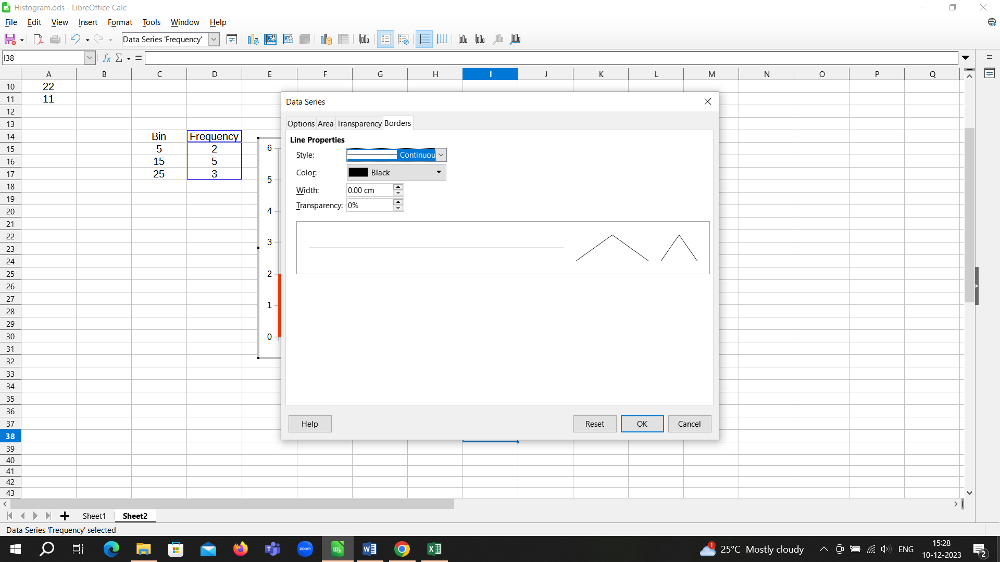 Histogram.ods - LibreOffice Calc
File Edit View Insert Format Tools Window Help
Data Series 'Frequency'
I38 fx Σ =
A B C D E F G H I J K L M N O P Q
10 22
11 11
12
13
14 Bin Frequency
15 5 2
16 15 5
17 25 3
18
19
20
21
22
23
24
25
26
27
28
29
30
31
32
33
34
35
36
37
38
39
40
41
42
43
6
5
4
3
2
1
0
Data Series
Options Area Transparency Borders
Line Properties
Style: Continuou
Color: Black
Width: 0.00 cm
Transparency: 0%
Help Reset OK Cancel
Sheet1 Sheet2
Data Series 'Frequency' selected
zoom
1 25°C Mostly cloudy ENG 15:28
10-12-2023 2